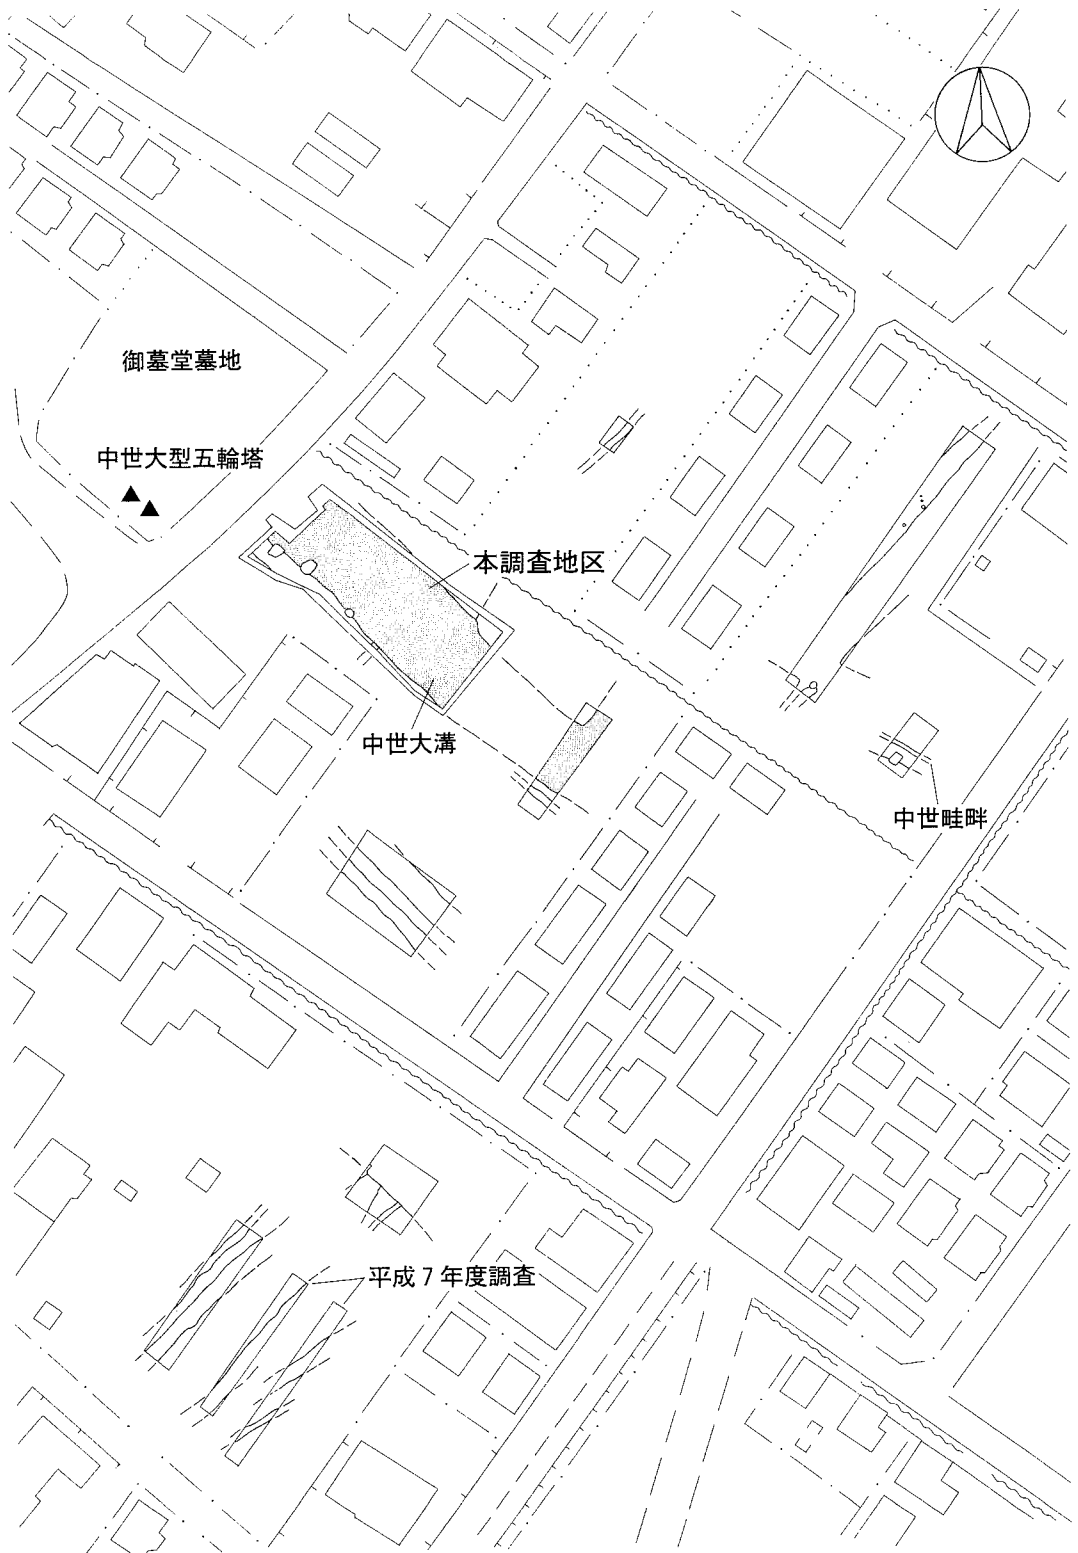 御墓堂墓地
中世大型五輪塔
本調査地区
中世大溝
中世畦畔
平成７年度調査